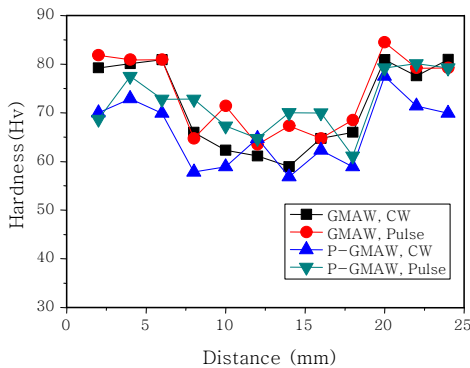 90
80
70
60
50
40
30
Hardness(Hv)
GMAW, CW
GMAW, Pulse
P-GMAW, CW
P-GMAW, Pulse
0 5 10 15 20 25
Distance (mm)